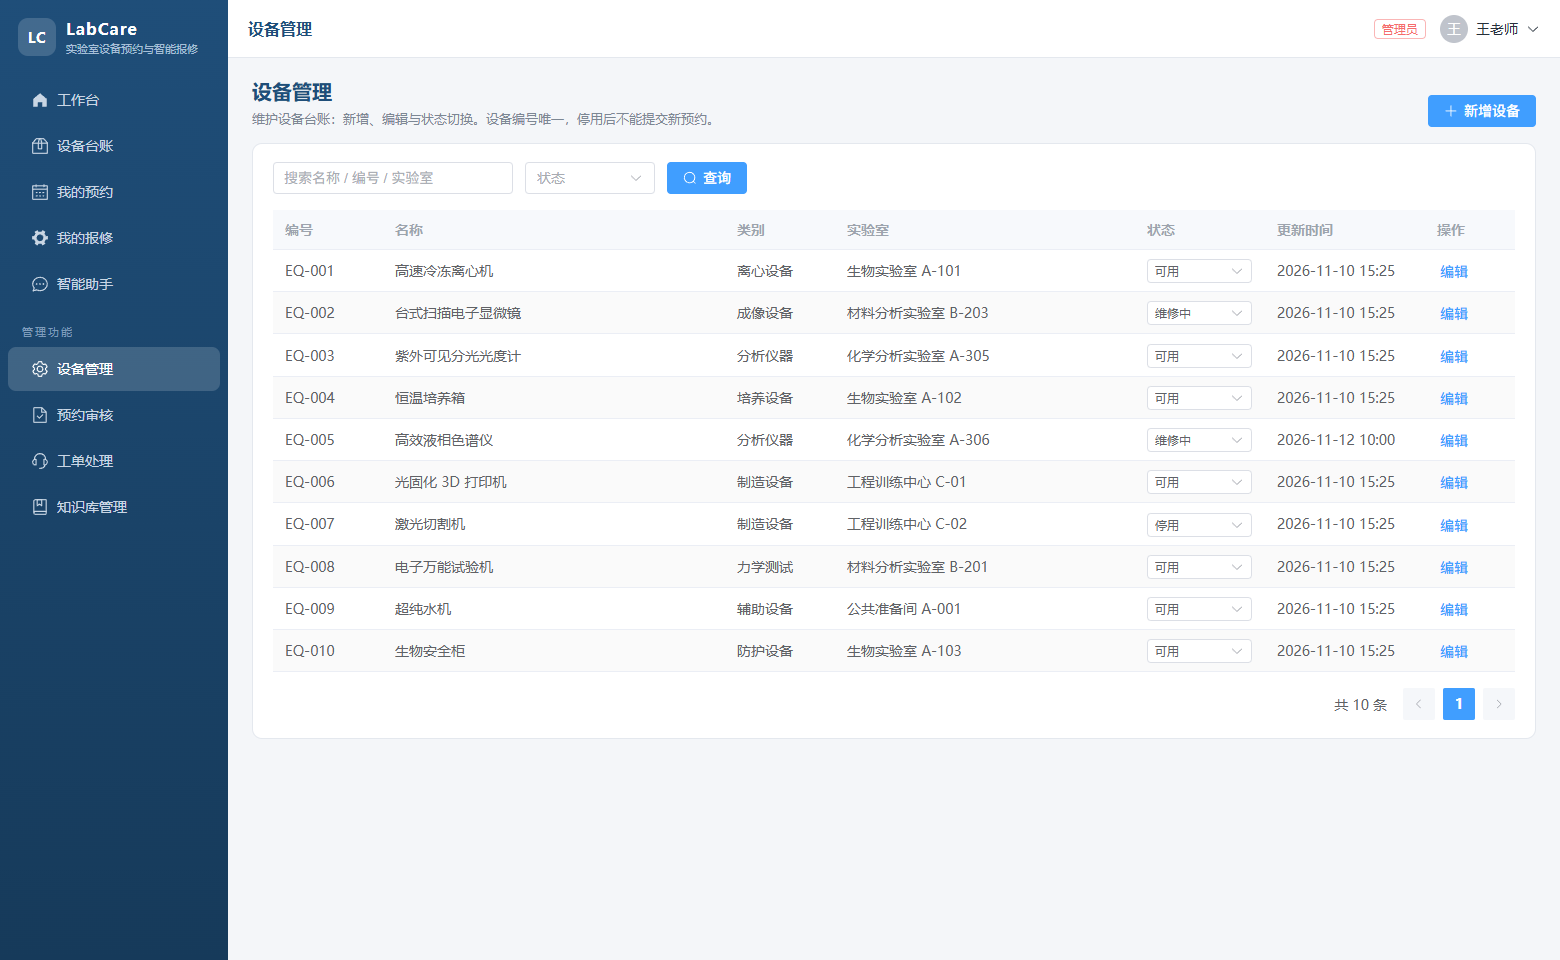 LC
LabCare
实验室设备预约与智能报修
工作台
设备台账
我的预约
我的报修
智能助手
管理功能
设备管理
预约审核
工单处理
知识库管理
设备管理
管理员 王 王老师
设备管理
维护设备台账：新增、编辑与状态切换。设备编号唯一，停用后不能提交新预约。
新增设备
搜索名称 / 编号 / 实验室 状态 查询
编号 名称 类别 实验室 状态 更新时间 操作
EQ-001 高速冷冻离心机 离心设备 生物实验室 A-101 可用 2026-11-10 15:25 编辑
EQ-002 台式扫描电子显微镜 成像设备 材料分析实验室 B-203 维修中 2026-11-10 15:25 编辑
EQ-003 紫外可见分光光度计 分析仪器 化学分析实验室 A-305 可用 2026-11-10 15:25 编辑
EQ-004 恒温培养箱 培养设备 生物实验室 A-102 可用 2026-11-10 15:25 编辑
EQ-005 高效液相色谱仪 分析仪器 化学分析实验室 A-306 维修中 2026-11-12 10:00 编辑
EQ-006 光固化 3D 打印机 制造设备 工程训练中心 C-01 可用 2026-11-10 15:25 编辑
EQ-007 激光切割机 制造设备 工程训练中心 C-02 停用 2026-11-10 15:25 编辑
EQ-008 电子万能试验机 力学测试 材料分析实验室 B-201 可用 2026-11-10 15:25 编辑
EQ-009 超纯水机 辅助设备 公共准备间 A-001 可用 2026-11-10 15:25 编辑
EQ-010 生物安全柜 防护设备 生物实验室 A-103 可用 2026-11-10 15:25 编辑
共 10 条 1